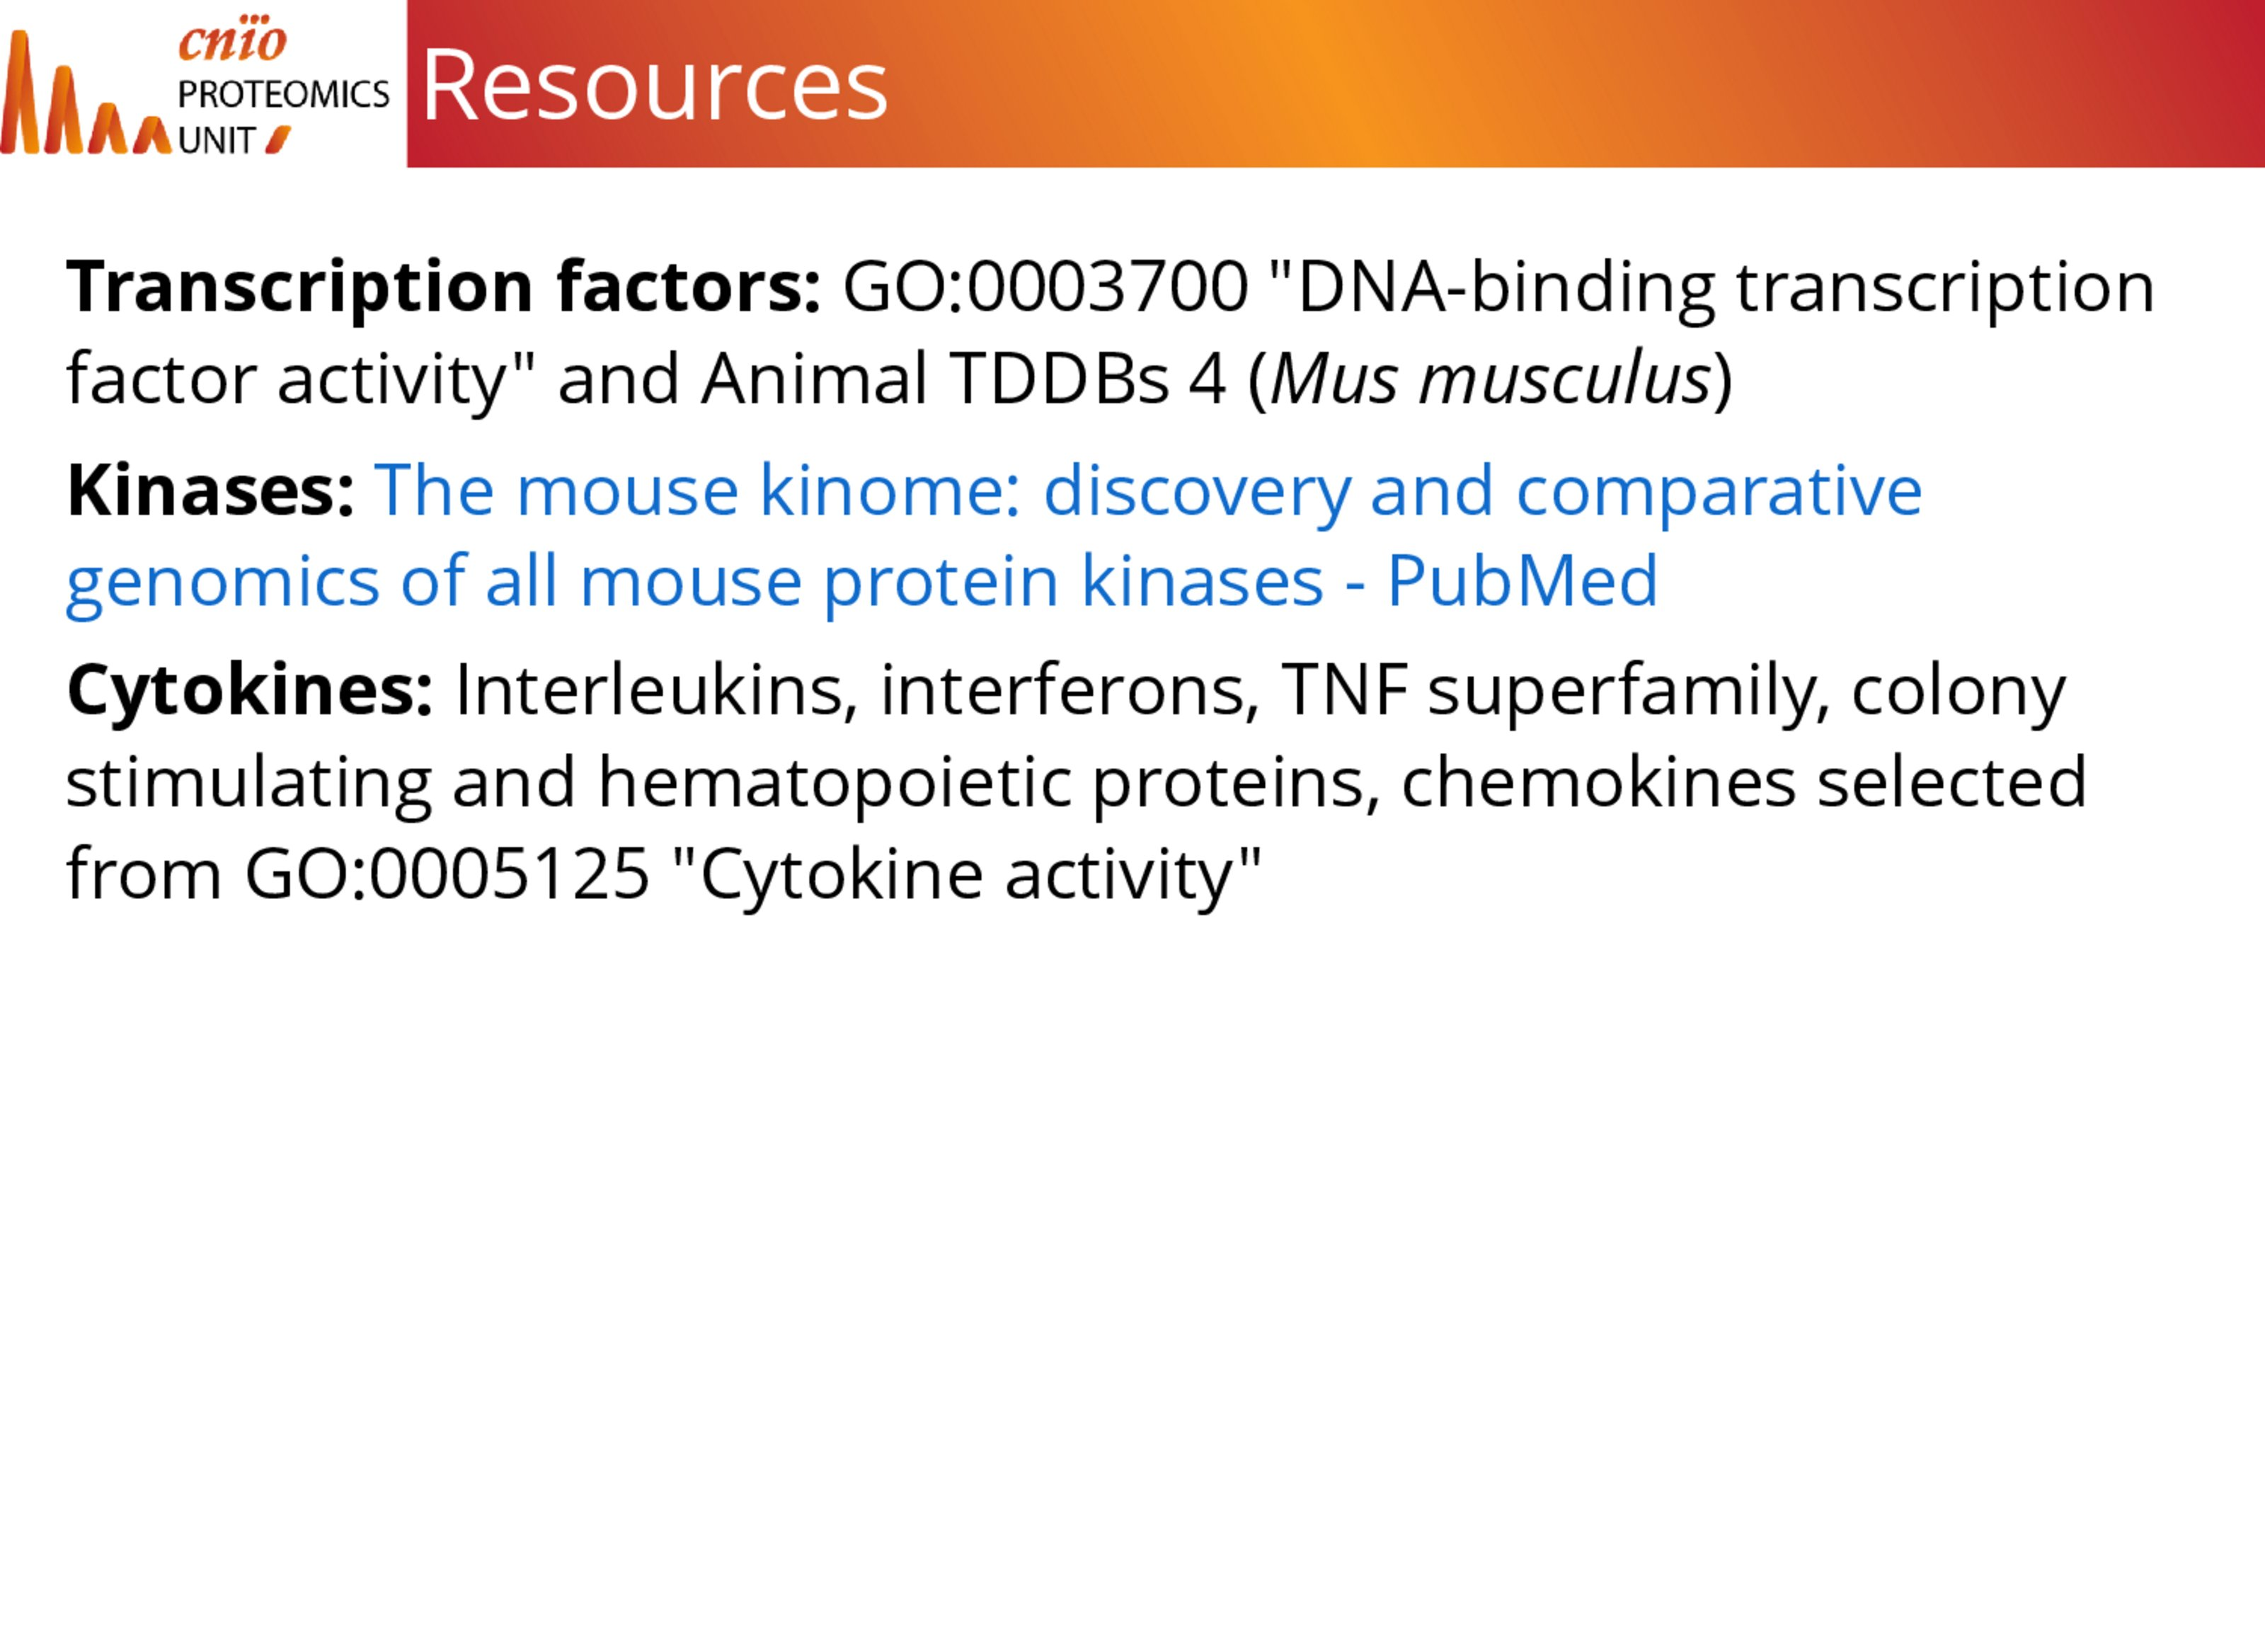 cnio
PROTEOMICS
UNIT
Resources
Transcription factors: GO:0003700 "DNA-binding transcription
factor activity" and Animal TDDBs 4 (Mus musculus)
Kinases: The mouse kinome: discovery and comparative
genomics of all mouse protein kinases - PubMed
Cytokines: Interleukins, interferons, TNF superfamily, colony
stimulating and hematopoietic proteins, chemokines selected
from GO:0005125 "Cytokine activity"